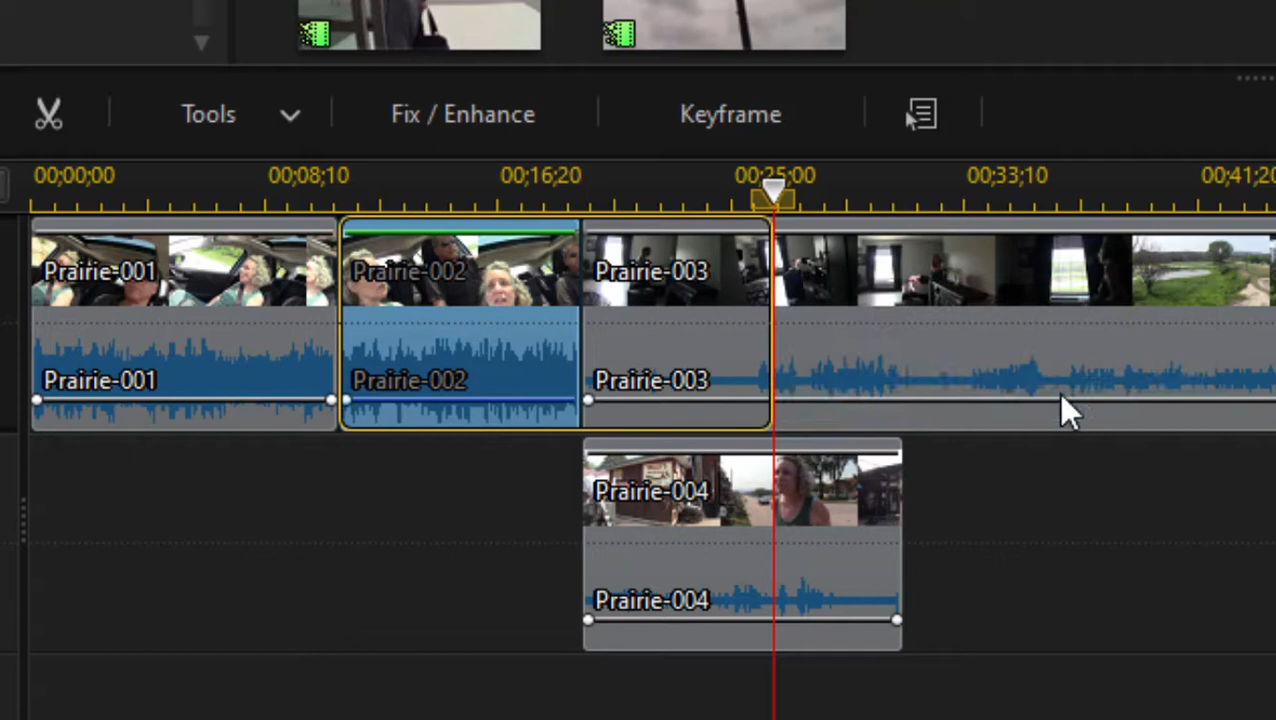 Tools Fix / Enhance Keyframe
00;00;00 00;08;10 00;16;20 00;25;00 00;33;10 00;41;20
Prairie-001 Prairie-002 Prairie-003
Prairie-001 Prairie-002 Prairie-003
Prairie-004
Prairie-004